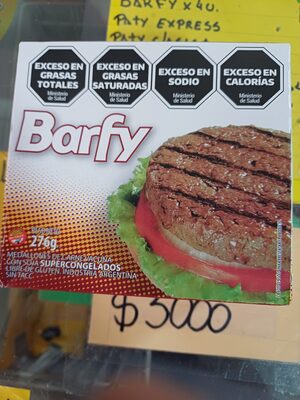 BARFY x 40.
PATY EXPRESS
EXCESO EN
GRASAS
TOTALES
Ministerio
de Salud
EXCESO EN
GRASAS
SATURADAS
Ministerio
de Salud
EXCESO EN
SODIO
Ministerio
de Salud
EXCESO EN
CALORÍAS
Ministerio
de Salud
Barfy
276g.
MEDALLONES DE CARNE VACUNA
CON SOJA SUPERCONGELADOS
LIBRE DE GLUTEN. INDUSTRIA ARGENTINA
SIN TACC
$ 5000